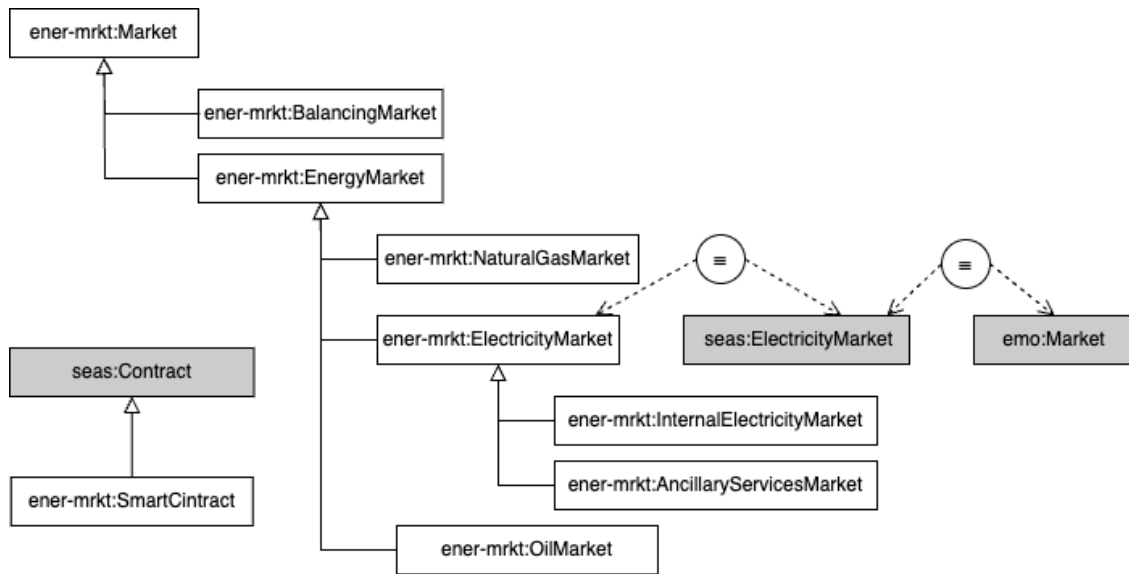 ener-mrkt:Market
ener-mrkt:BalancingMarket
ener-mrkt:EnergyMarket
ener-mrkt:NaturalGasMarket
≡
≡
ener-mrkt:ElectricityMarket
seas:ElectricityMarket
emo:Market
seas:Contract
ener-mrkt:InternalElectricityMarket
ener-mrkt:SmartCintract
ener-mrkt:AncillaryServicesMarket
ener-mrkt:OilMarket